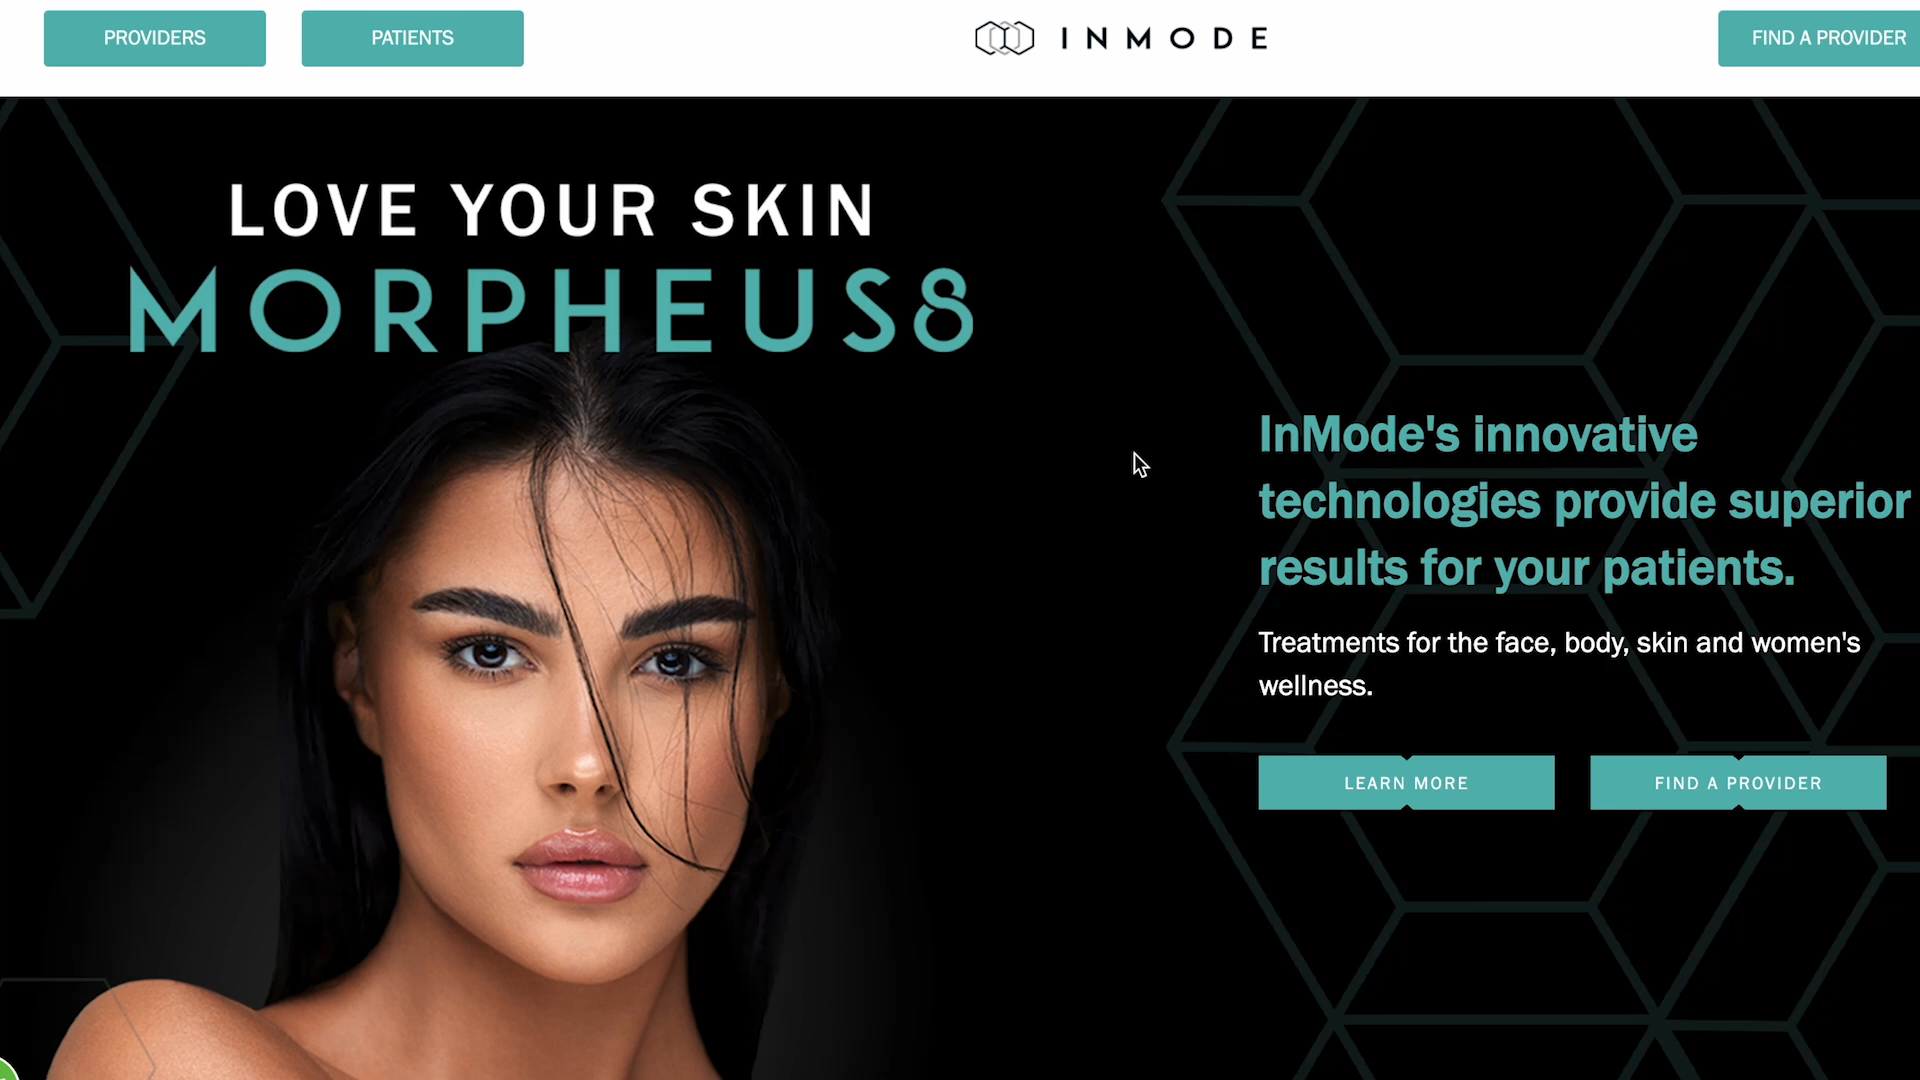 PROVIDERS
PATIENTS
INMODE
FIND A PROVIDER
LOVE YOUR SKIN
MORPHEUS8
InMode's innovative
technologies provide superior
results for your patients.
Treatments for the face, body, skin and women's
wellness.
LEARN MORE
FIND A PROVIDER